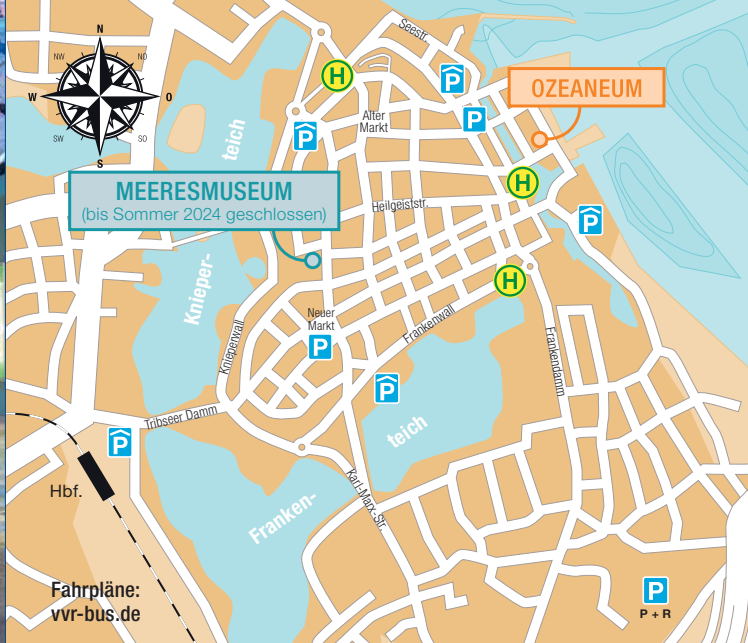 N
NW
NO
W
O
SW
SO
S
Seestr.
H
P
P
P
OZEANEUM
Alter
Markt
teich
MEERESMUSEUM
(bis Sommer 2024 geschlossen)
Heilgeiststr.
H
P
Knieper-
H
Neuer
Markt
P
Knieperwall
Frankenwall
Frankendamm
P
Tribseer Damm
P
teich
Hbf.
Karl-Marx-Str.
Franken-
Fahrpläne:
vvr-bus.de
P
P + R